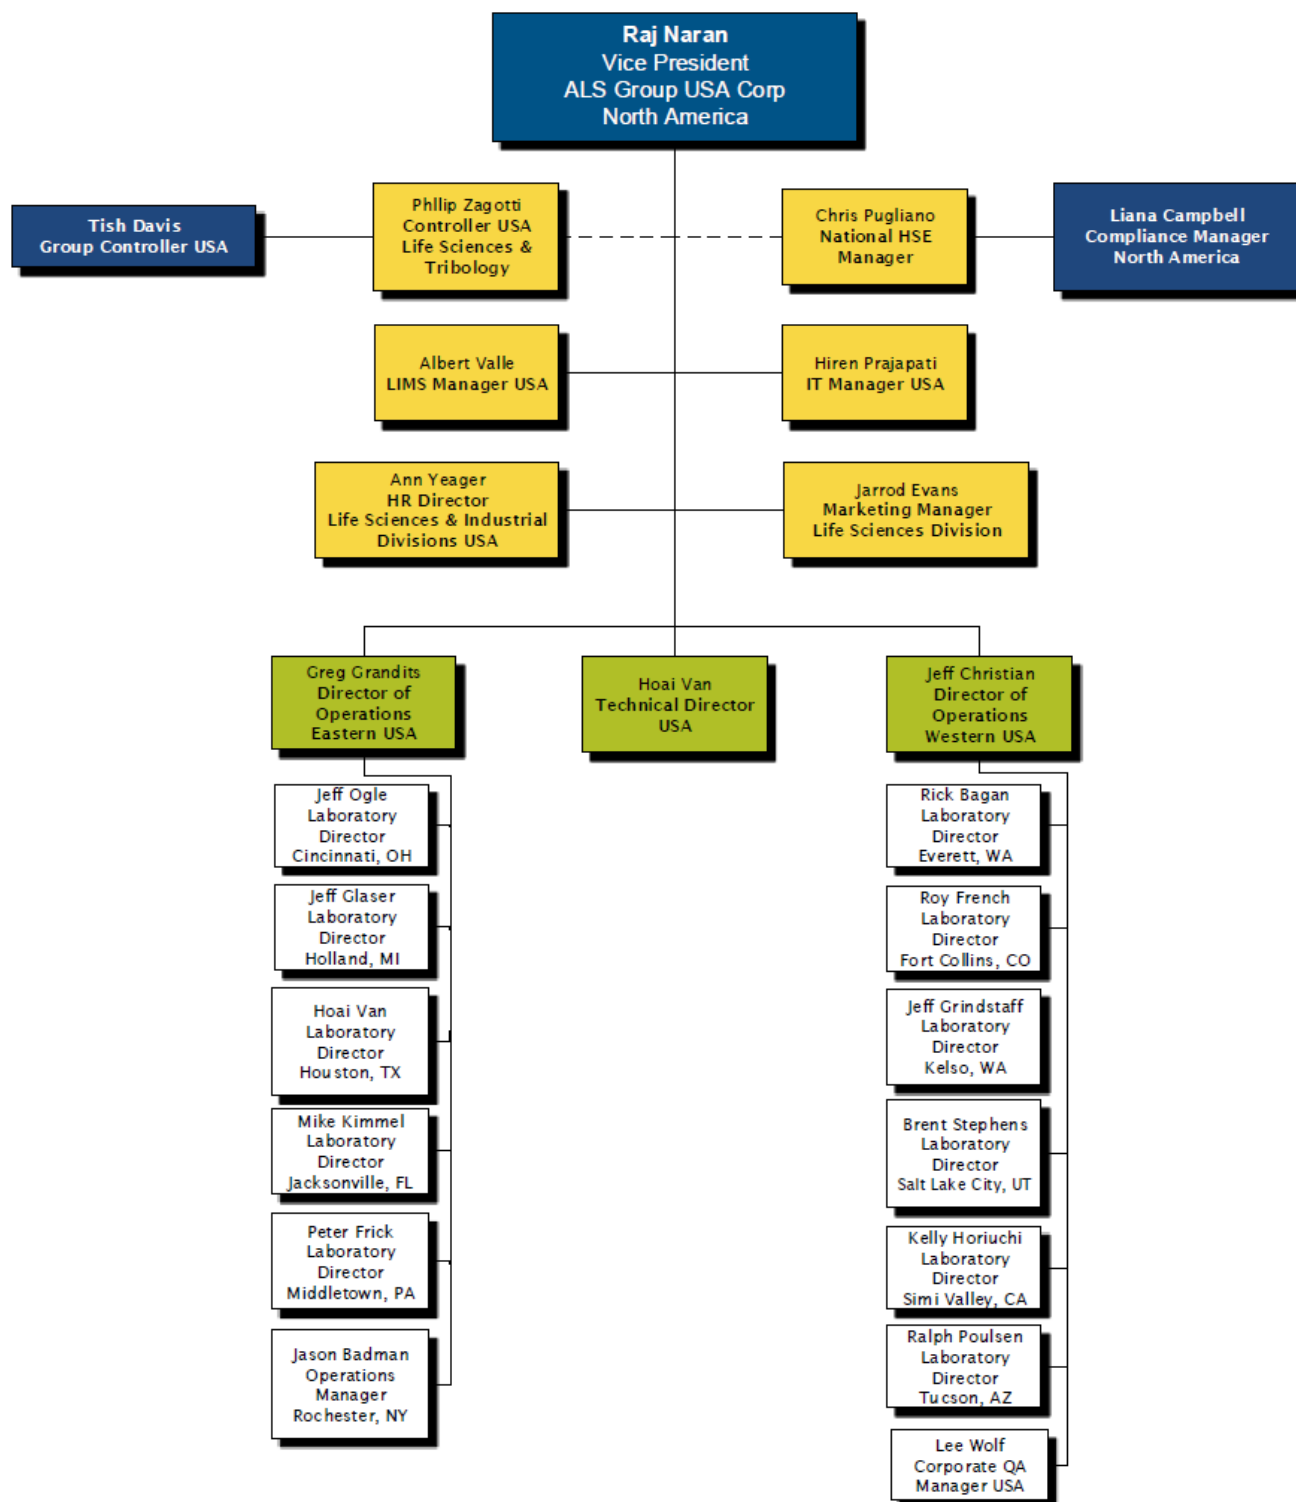 Raj Naran
Vice President
ALS Group USA Corp
North America
Tish Davis
Group Controller USA
Phllip Zagotti
Controller USA
Life Sciences &
Tribology
Chris Pugliano
National HSE
Manager
Liana Campbell
Compliance Manager
North America
Albert Valle
LIMS Manager USA
Hiren Prajapati
IT Manager USA
Ann Yeager
HR Director
Life Sciences & Industrial
Divisions USA
Jarrod Evans
Marketing Manager
Life Sciences Division
Greg Grandits
Director of
Operations
Eastern USA
Hoai Van
Technical Director
USA
Jeff Christian
Director of
Operations
Western USA
Jeff Ogle
Laboratory
Director
Cincinnati, OH
Jeff Glaser
Laboratory
Director
Holland, MI
Hoai Van
Laboratory
Director
Houston, TX
Mike Kimmel
Laboratory
Director
Jacksonville, FL
Peter Frick
Laboratory
Director
Middletown, PA
Jason Badman
Operations
Manager
Rochester, NY
Rick Bagan
Laboratory
Director
Everett, WA
Roy French
Laboratory
Director
Fort Collins, CO
Jeff Grindstaff
Laboratory
Director
Kelso, WA
Brent Stephens
Laboratory
Director
Salt Lake City, UT
Kelly Horiuchi
Laboratory
Director
Simi Valley, CA
Ralph Poulsen
Laboratory
Director
Tucson, AZ
Lee Wolf
Corporate QA
Manager USA